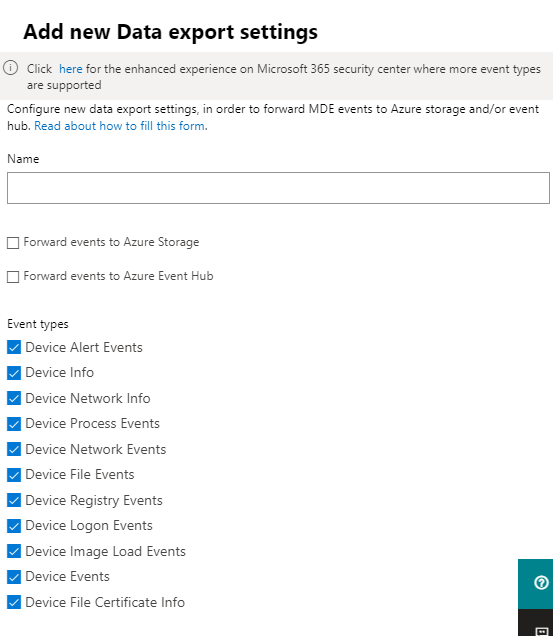 Add new Data export settings
Click here for the enhanced experience on Microsoft 365 security center where more event types
are supported
Configure new data export settings, in order to forward MDE events to Azure storage and/or event
hub. Read about how to fill this form.
Name
Forward events to Azure Storage
Forward events to Azure Event Hub
Event types
Device Alert Events
Device Info
Device Network Info
Device Process Events
Device Network Events
Device File Events
Device Registry Events
Device Logon Events
Device Image Load Events
Device Events
Device File Certificate Info